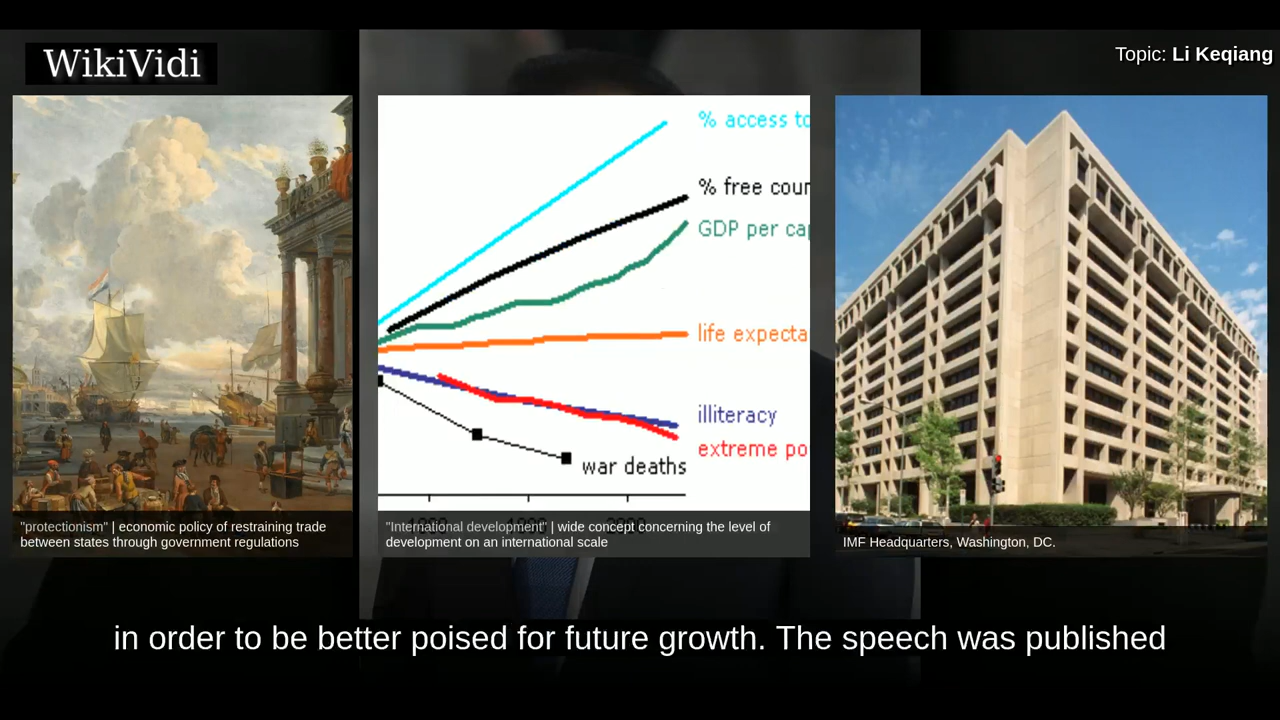 WikiVidi
Topic: Li Keqiang
% access to
% free coun
GDP per cap
life expecta
illiteracy
extreme po
war deaths
"protectionism" | economic policy of restraining trade
between states through government regulations
"International development" | wide concept concerning the level of
development on an international scale
IMF Headquarters, Washington, DC.
in order to be better poised for future growth. The speech was published